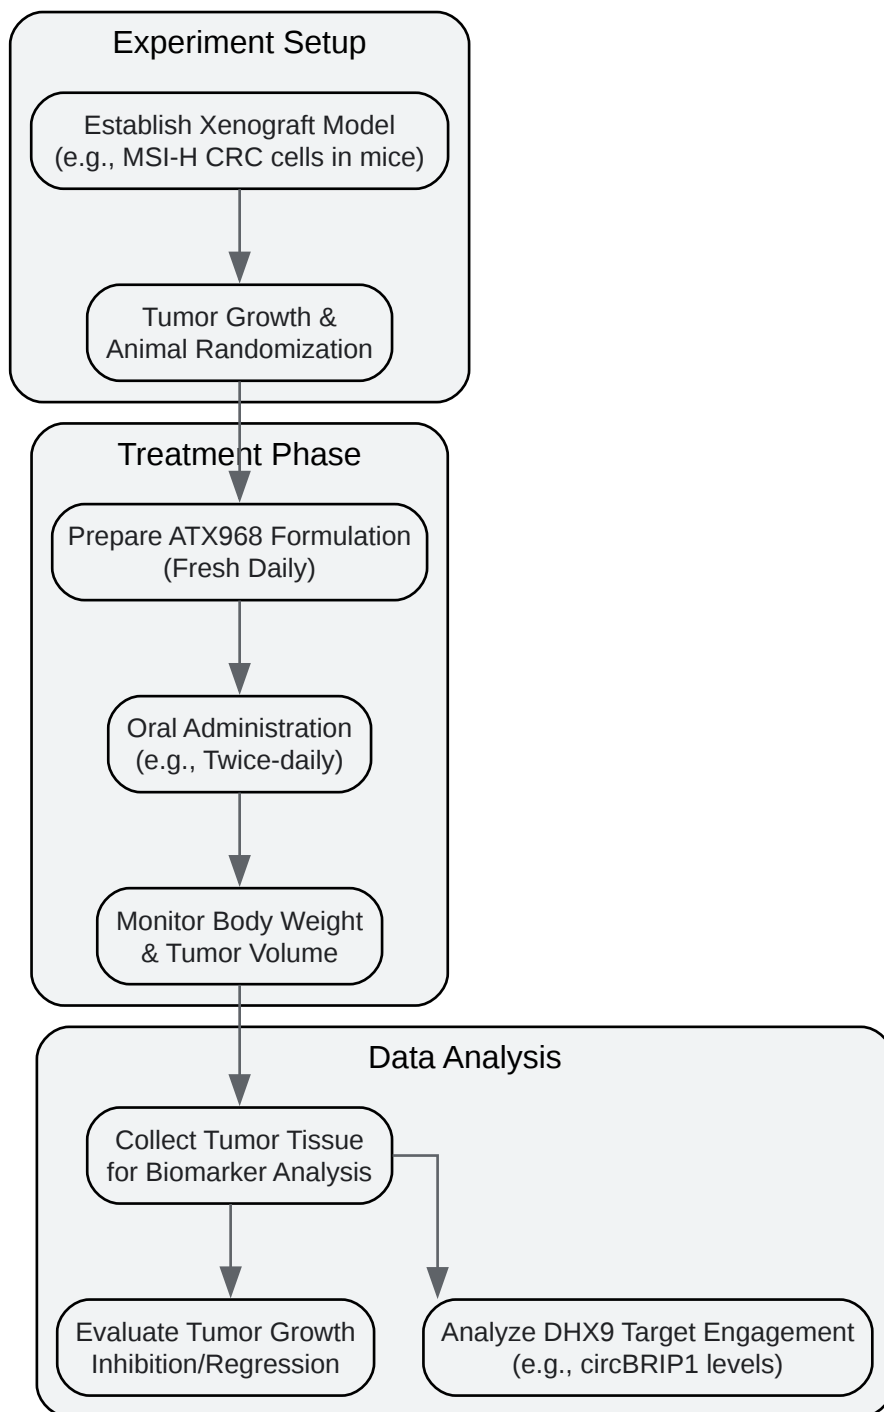 Experiment Setup
Establish Xenograft Model
(e.g., MSI-H CRC cells in mice)
Tumor Growth &
Animal Randomization
Treatment Phase
Prepare ATX968 Formulation
(Fresh Daily)
Oral Administration
(e.g., Twice-daily)
Monitor Body Weight
& Tumor Volume
Data Analysis
Collect Tumor Tissue
for Biomarker Analysis
Evaluate Tumor Growth
Inhibition/Regression
Analyze DHX9 Target Engagement
(e.g., circBRIP1 levels)